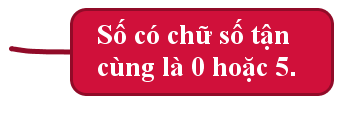 Số có chữ số tận
cùng là 0 hoặc 5.